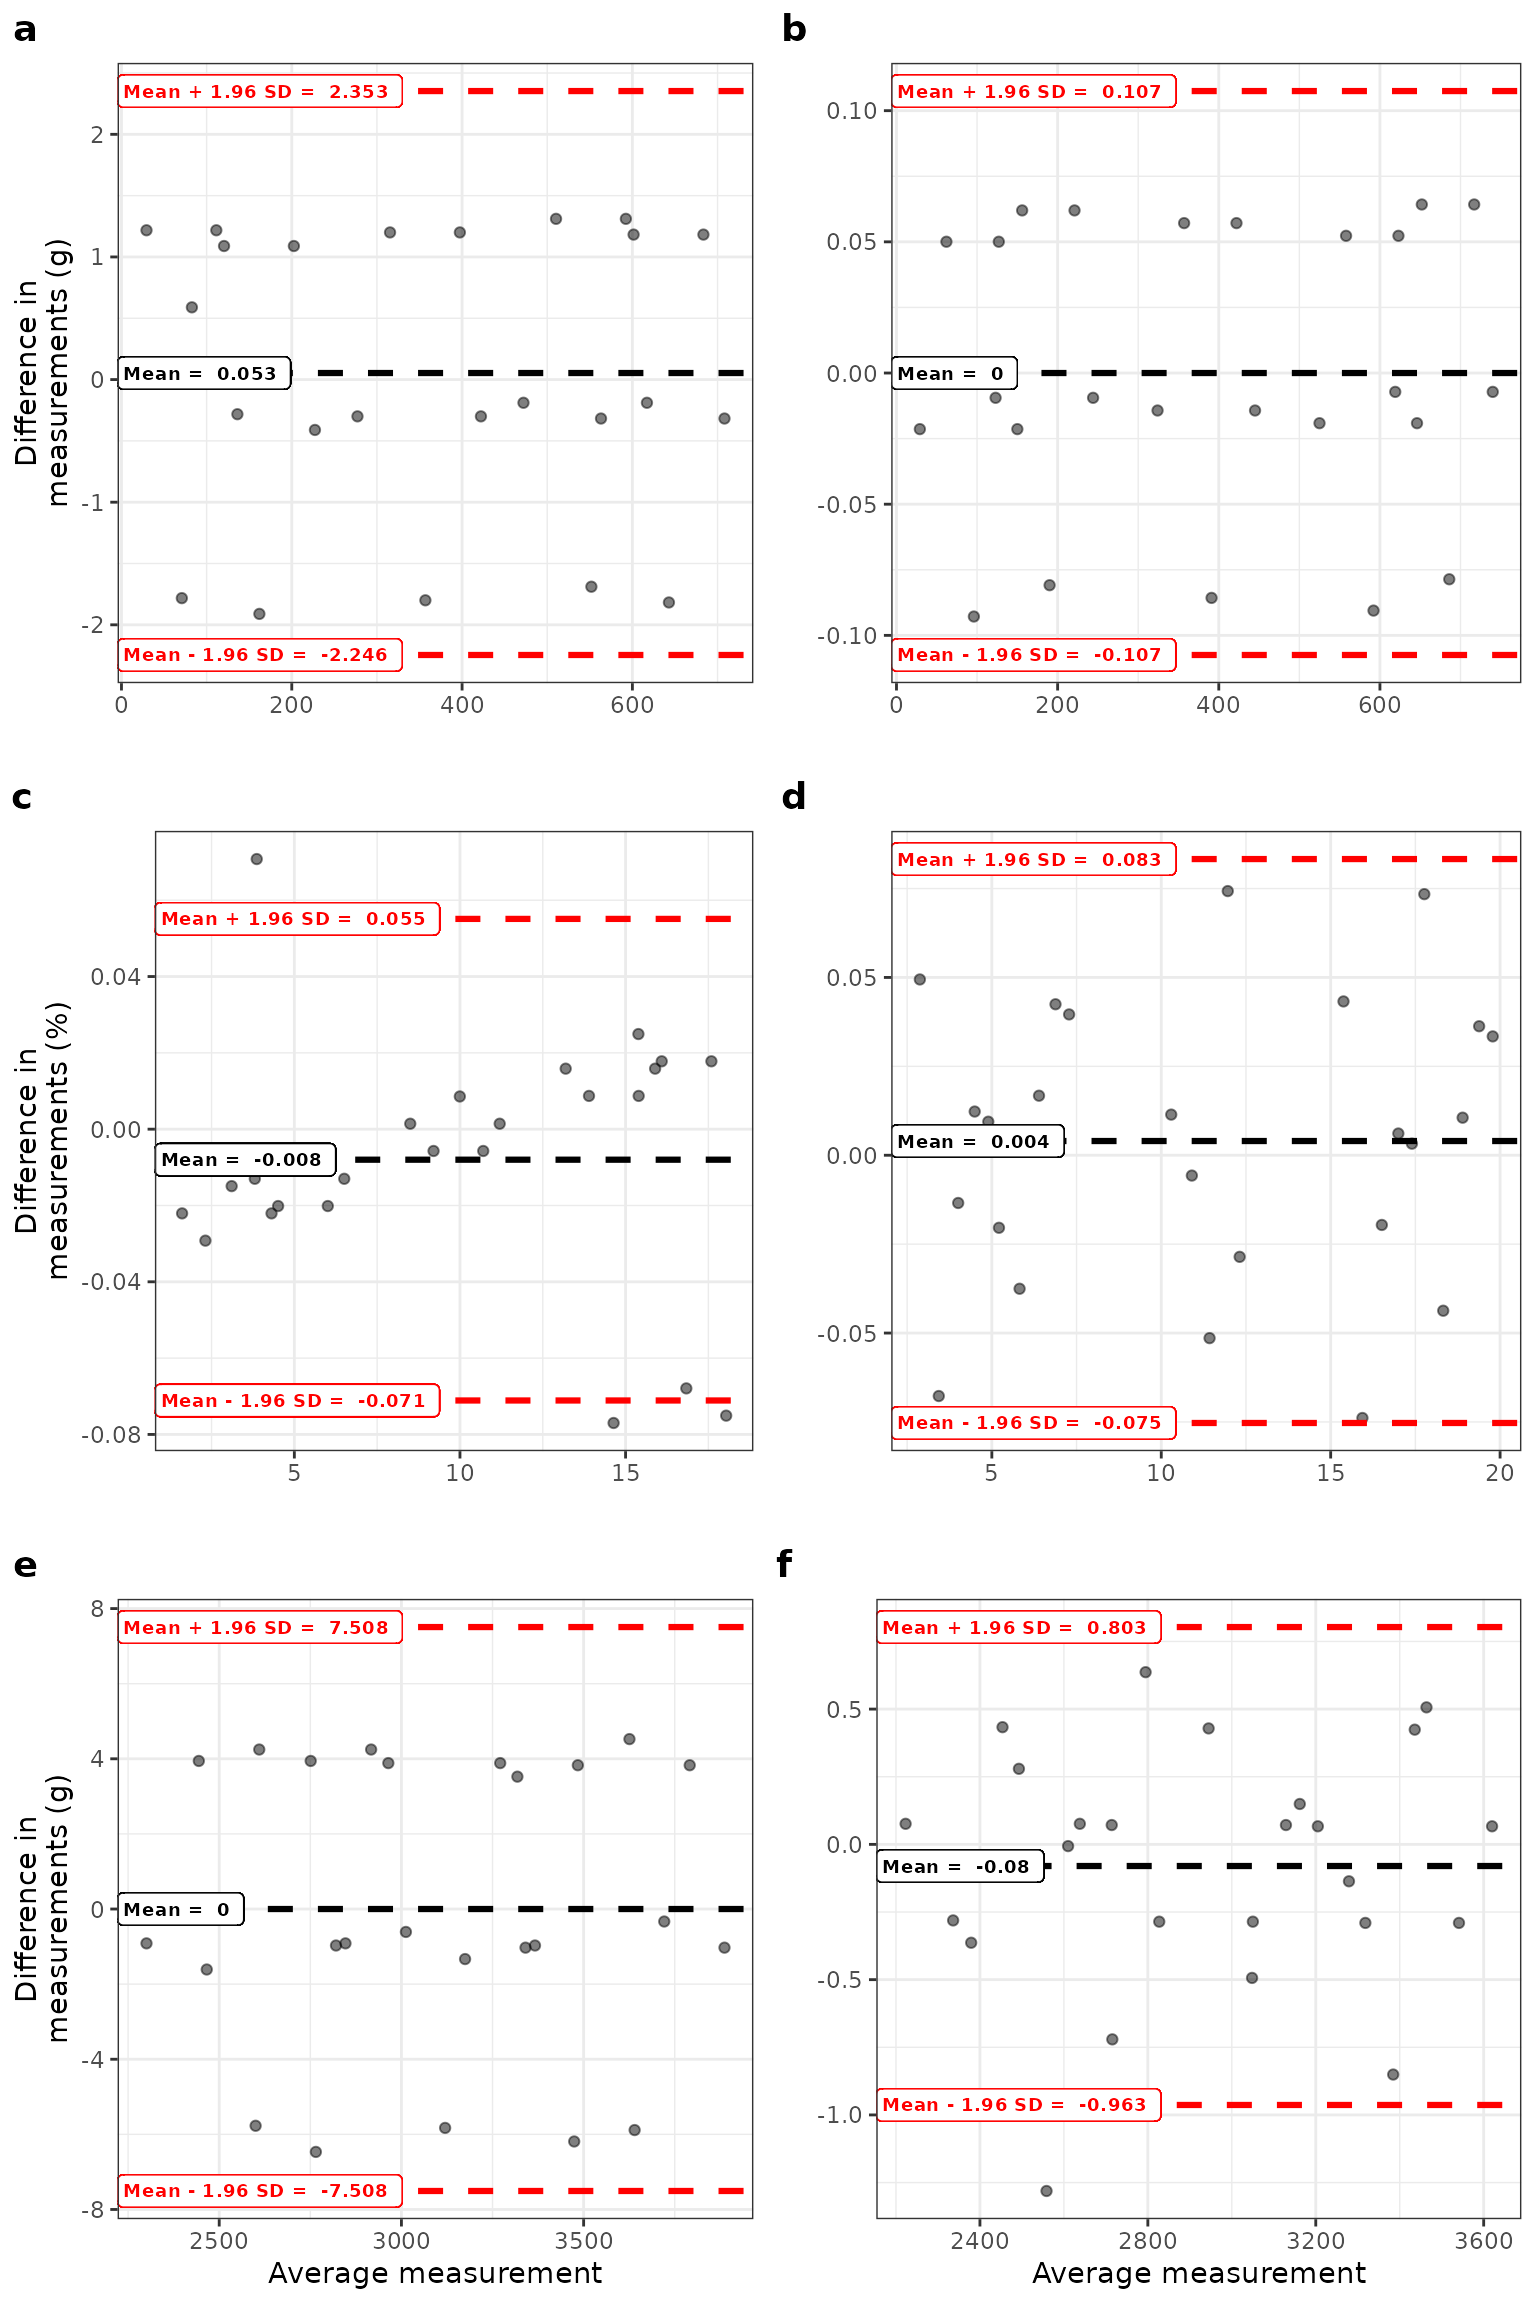 a
b
Mean + 1.96 SD = 2.353
Mean = 0.053
Mean - 1.96 SD = -2.246
2
1
0
-1
-2
0 200 400 600
Difference in
measurements (g)
Mean + 1.96 SD = 0.107
Mean = 0
Mean - 1.96 SD = -0.107
0.10
0.05
0.00
-0.05
-0.10
0 200 400 600
c
d
Mean + 1.96 SD = 0.055
Mean = -0.008
Mean - 1.96 SD = -0.071
0.04
0.00
-0.04
-0.08
5 10 15
Difference in
measurements (%)
Mean + 1.96 SD = 0.083
Mean = 0.004
Mean - 1.96 SD = -0.075
0.05
0.00
-0.05
5 10 15 20
e
f
Mean + 1.96 SD = 7.508
Mean = 0
Mean - 1.96 SD = -7.508
8
4
0
-4
-8
2500 3000 3500
Difference in
measurements (g)
Average measurement
Mean + 1.96 SD = 0.803
Mean = -0.08
Mean - 1.96 SD = -0.963
0.5
0.0
-0.5
-1.0
2400 2800 3200 3600
Average measurement